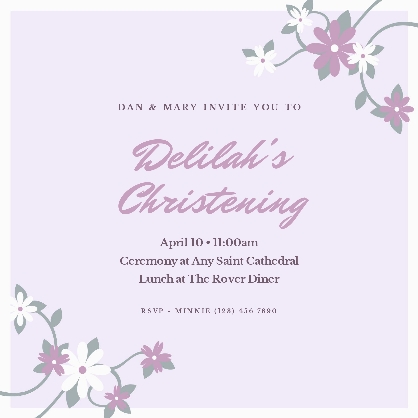 DAN & MARY INVITE YOU TO
Delilah's
Christening
April 10 • 11:00am
Ceremony at Any Saint Cathedral
Lunch at The Rover Diner
RSVP - MINNIE (123) 456 7890